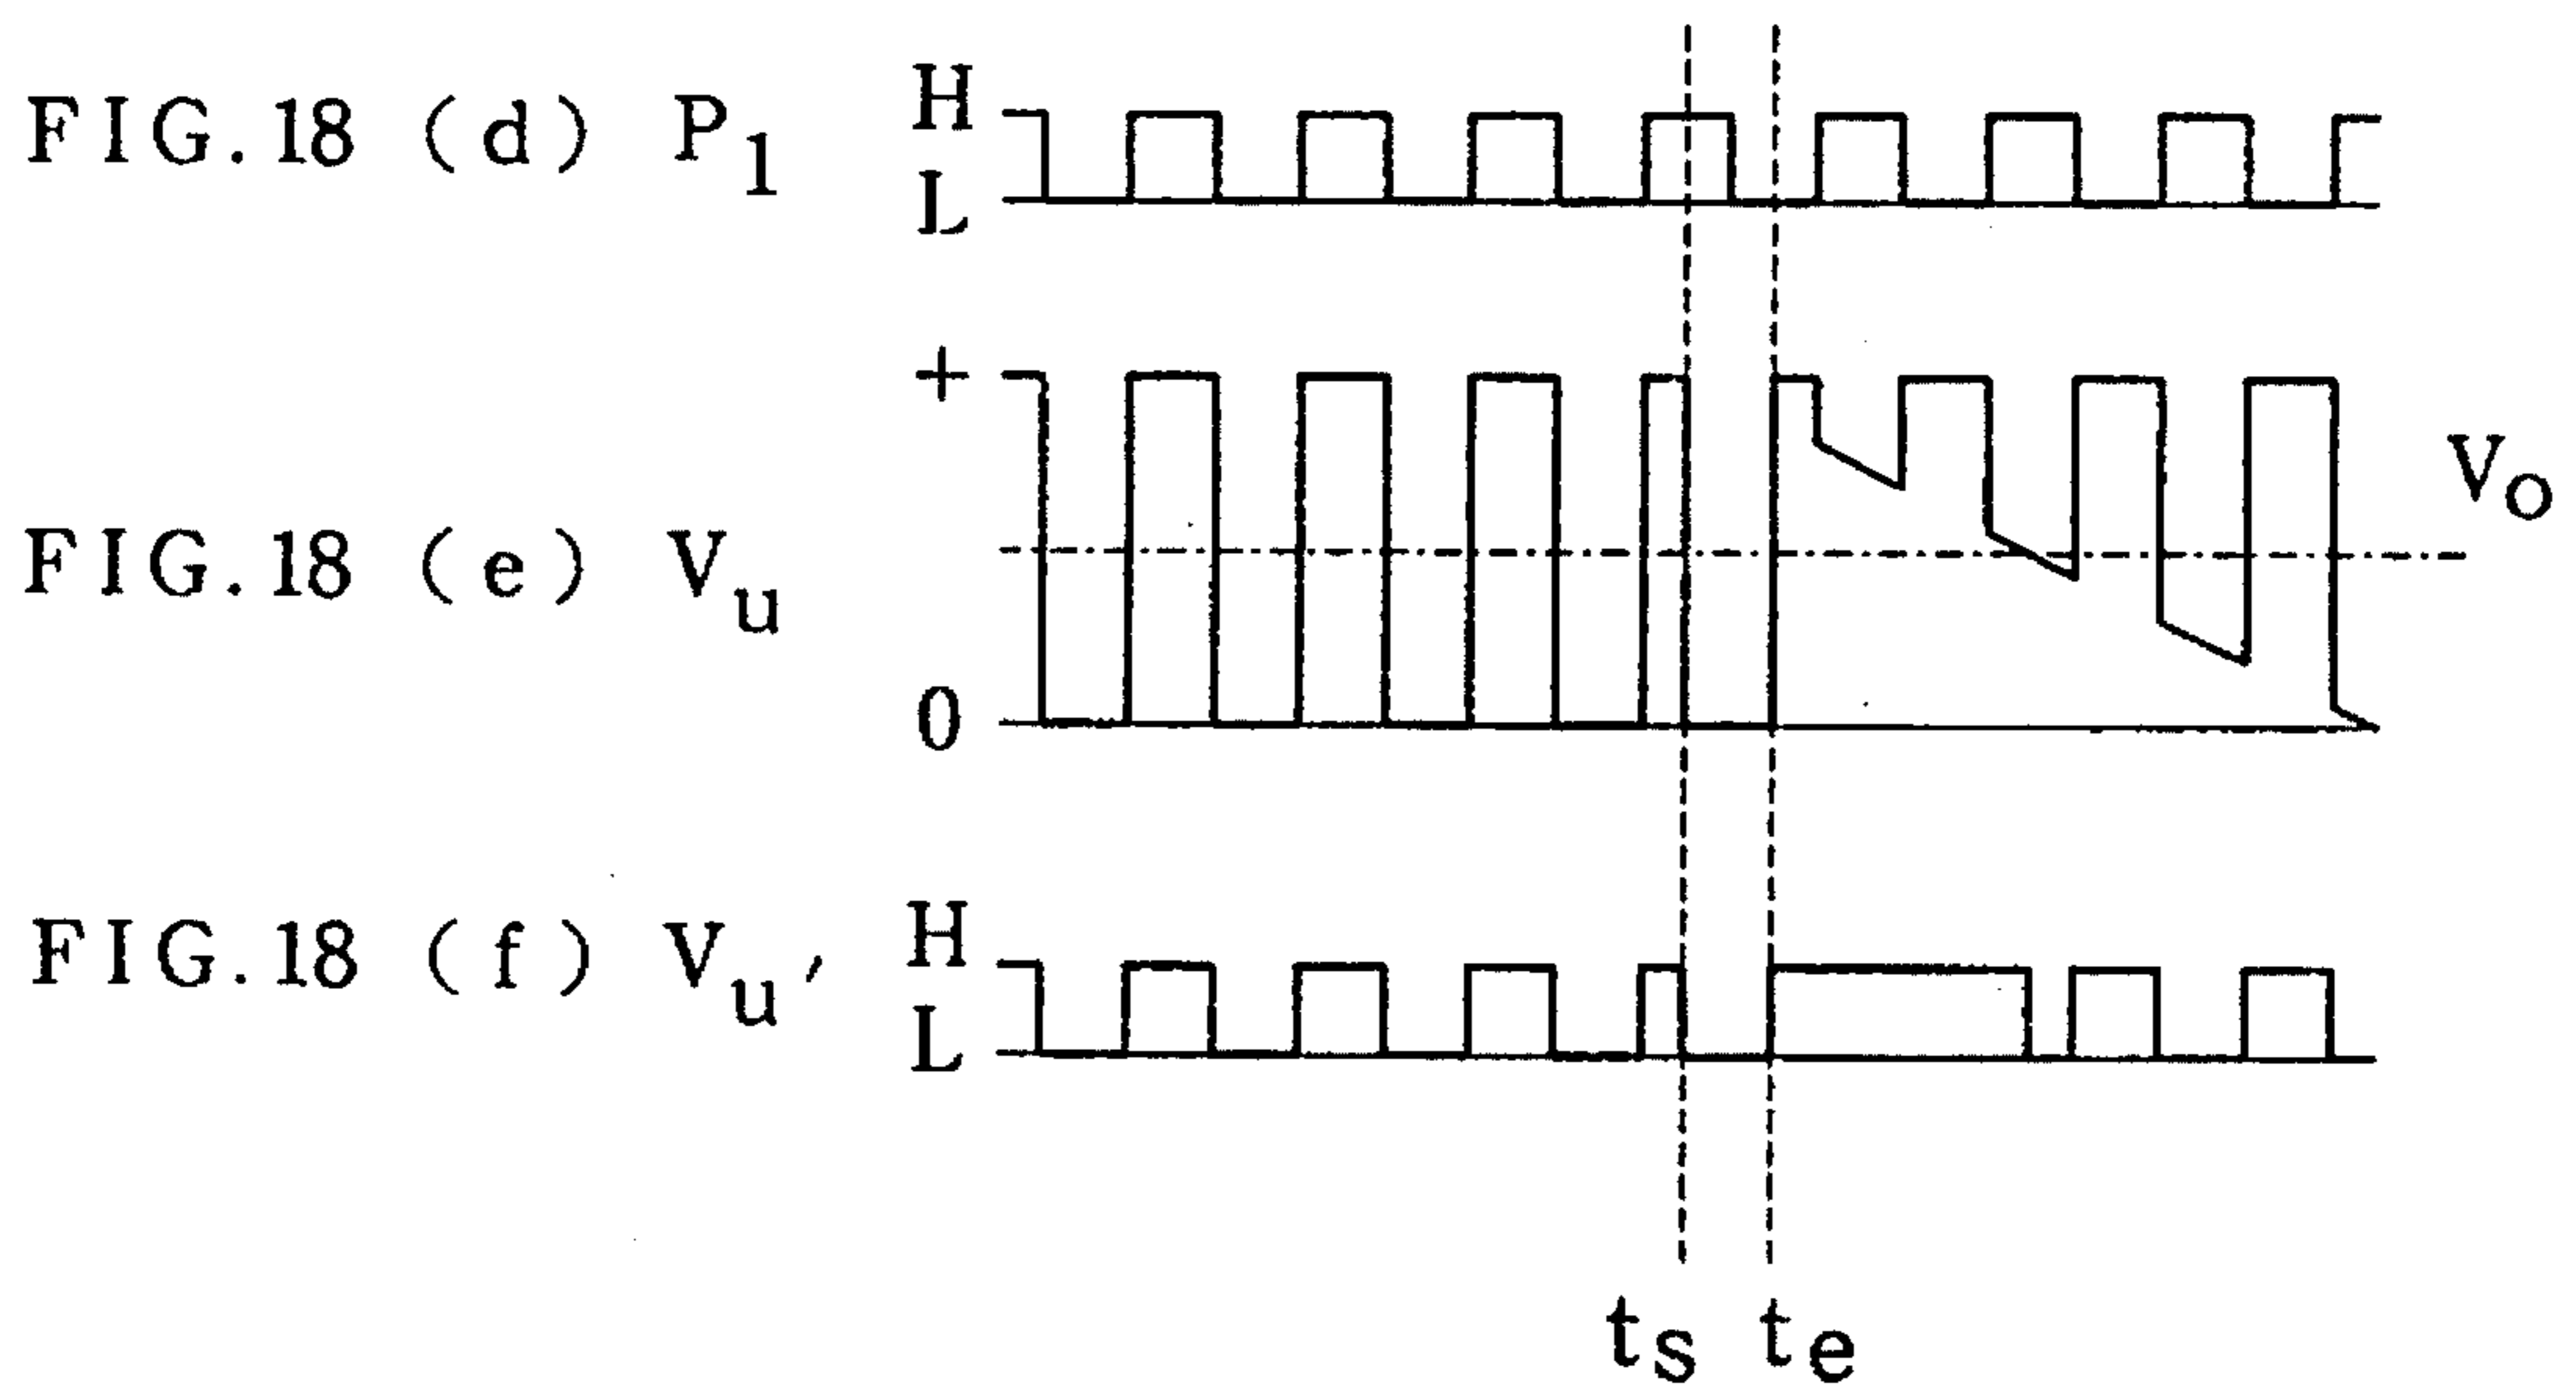 FIG.18 (d) P1
H
L
FIG.18 (e) Vu
+
0
VO
FIG.18 (f) Vu'
H
L
ts te